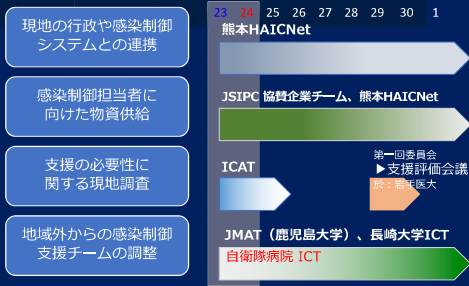 23 24 25 26 27 28 29 30 1
現地の行政や感染制御
システムとの連携
熊本HAICNet
感染制御担当者に
向けた物資供給
JSIPC 協賛企業チーム、熊本HAICNet
支援の必要性に
関する現地調査
ICAT
第一回委員会
▶支援評価会議
於：岩手医大
地域外からの感染制御
支援チームの調整
JMAT（鹿児島大学）、長崎大学ICT
自衛隊病院 ICT